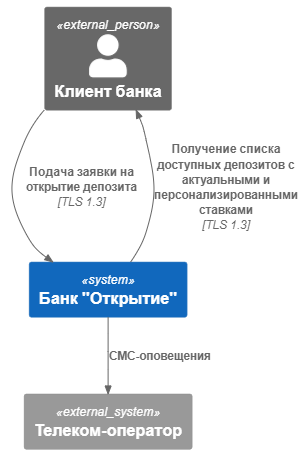 «external_person»
Клиент банка
Подача заявки на
открытие депозита
[TLS 1.3]
Получение списка
доступных депозитов с
актуальными и
персонализированными
ставками
[TLS 1.3]
«system»
Банк "Открытие"
СМС-оповещения
«external_system»
Телеком-оператор